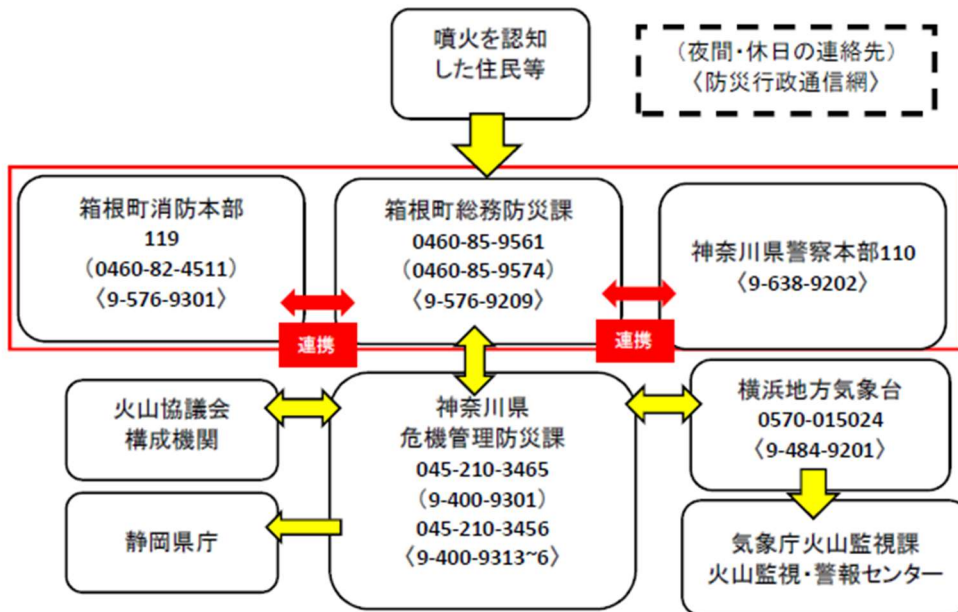 噴火を認知
した住民等
（夜間・休日の連絡先）
〈防災行政通信網〉
箱根町消防本部
119
（0460-82-4511）
〈9-576-9301〉
箱根町総務防災課
0460-85-9561
（0460-85-9574）
〈9-576-9209〉
神奈川県警察本部110
〈9-638-9202〉
連携
連携
火山協議会
構成機関
神奈川県
危機管理防災課
045-210-3465
（9-400-9301）
045-210-3456
〈9-400-9313~6〉
横浜地方気象台
0570-015024
〈9-484-9201〉
静岡県庁
気象庁火山監視課
火山監視・警報センター